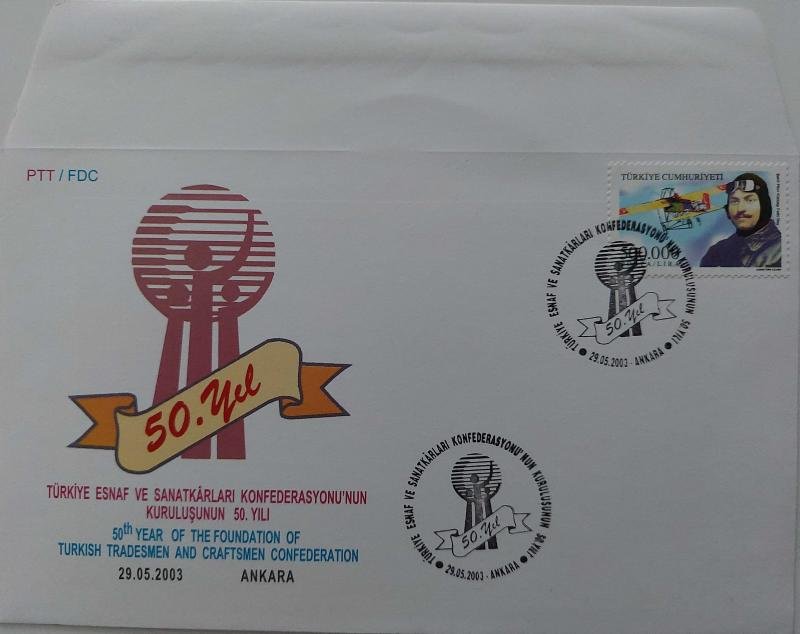 PTT / FDC
TÜRKİYE CUMHURİYETİ
500.000
TÜRKİYE ESNAF VE SANATKÂRLARI KONFEDERASYONU'NUN KURULUŞUNUN 50. YILI
50. Yıl
29.05.2003 - ANKARA
50. Yıl
TÜRKİYE ESNAF VE SANATKÂRLARI KONFEDERASYONU'NUN
KURULUŞUNUN 50. YILI
50th YEAR OF THE FOUNDATION OF
TURKISH TRADESMEN AND CRAFTSMEN CONFEDERATION
29.05.2003 ANKARA
TÜRKİYE ESNAF VE SANATKÂRLARI KONFEDERASYONU'NUN KURULUŞUNUN 50. YILI
50. Yıl
29.05.2003 - ANKARA